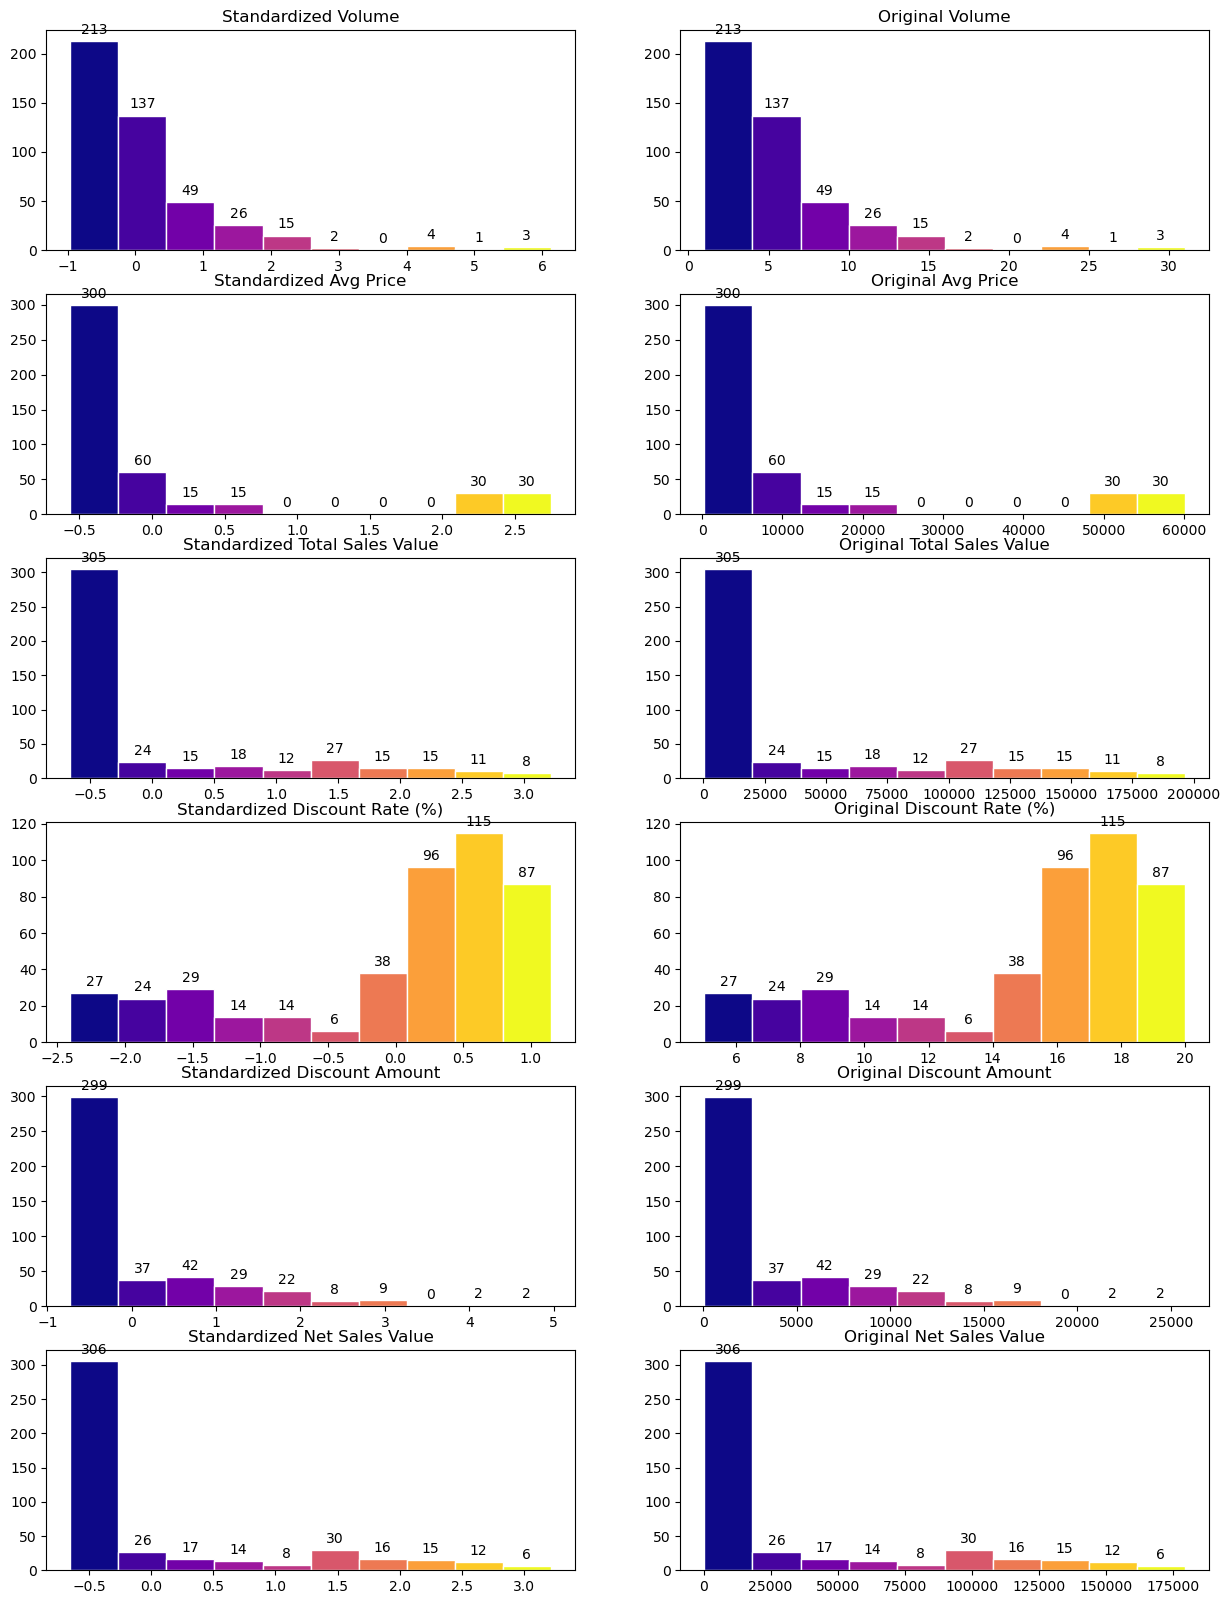 Standardized Volume Original Volume
213 137 49 26 15 2 0 4 1 3
0 50 100 150 200
−1 0 1 2 3 4 5 6
213 137 49 26 15 2 0 4 1 3
0 50 100 150 200
0 5 10 15 20 25 30
Standardized Avg Price Original Avg Price
300 60 15 15 0 0 0 0 30 30
0 50 100 150 200 250 300
−0.5 0.0 0.5 1.0 1.5 2.0 2.5
300 60 15 15 0 0 0 0 30 30
0 50 100 150 200 250 300
0 10000 20000 30000 40000 50000 60000
Standardized Total Sales Value Original Total Sales Value
305 24 15 18 12 27 15 15 11 8
0 50 100 150 200 250 300
−0.5 0.0 0.5 1.0 1.5 2.0 2.5 3.0
305 24 15 18 12 27 15 15 11 8
0 50 100 150 200 250 300
0 25000 50000 75000 100000 125000 150000 175000 200000
Standardized Discount Rate (%) Original Discount Rate (%)
27 24 29 14 14 6 38 96 115 87
0 20 40 60 80 100 120
−2.5 −2.0 −1.5 −1.0 −0.5 0.0 0.5 1.0
27 24 29 14 14 6 38 96 115 87
0 20 40 60 80 100 120
6 8 10 12 14 16 18 20
Standardized Discount Amount Original Discount Amount
299 37 42 29 22 8 9 0 2 2
0 50 100 150 200 250 300
−1 0 1 2 3 4 5
299 37 42 29 22 8 9 0 2 2
0 50 100 150 200 250 300
0 5000 10000 15000 20000 25000
Standardized Net Sales Value Original Net Sales Value
306 26 17 14 8 30 16 15 12 6
0 50 100 150 200 250 300
−0.5 0.0 0.5 1.0 1.5 2.0 2.5 3.0
306 26 17 14 8 30 16 15 12 6
0 50 100 150 200 250 300
0 25000 50000 75000 100000 125000 150000 175000